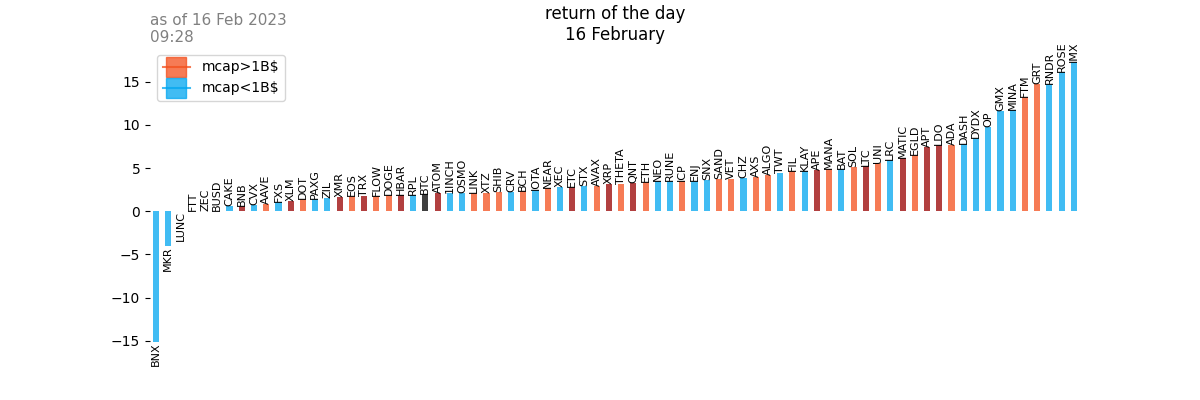 as of 16 Feb 2023
09:28
return of the day
16 February
mcap>1B$
mcap<1B$
15
10
5
0
−5
−10
−15
BNX
MKR
LUNC
FTT
ZEC
BUSD
CAKE
BNB
CVX
AAVE
FXS
XLM
DOT
PAXG
ZIL
XMR
EOS
TRX
FLOW
DOGE
HBAR
RPL
BTC
ATOM
1INCH
OSMO
LINK
XTZ
SHIB
CRV
BCH
IOTA
NEAR
XEC
ETC
STX
AVAX
XRP
THETA
QNT
ETH
NEO
RUNE
ICP
ENJ
SNX
SAND
VET
CHZ
AXS
ALGO
TWT
FIL
KLAY
APE
MANA
BAT
SOL
LTC
UNI
LRC
MATIC
EGLD
APT
LDO
ADA
DASH
DYDX
OP
GMX
MINA
FTM
GRT
RNDR
ROSE
IMX